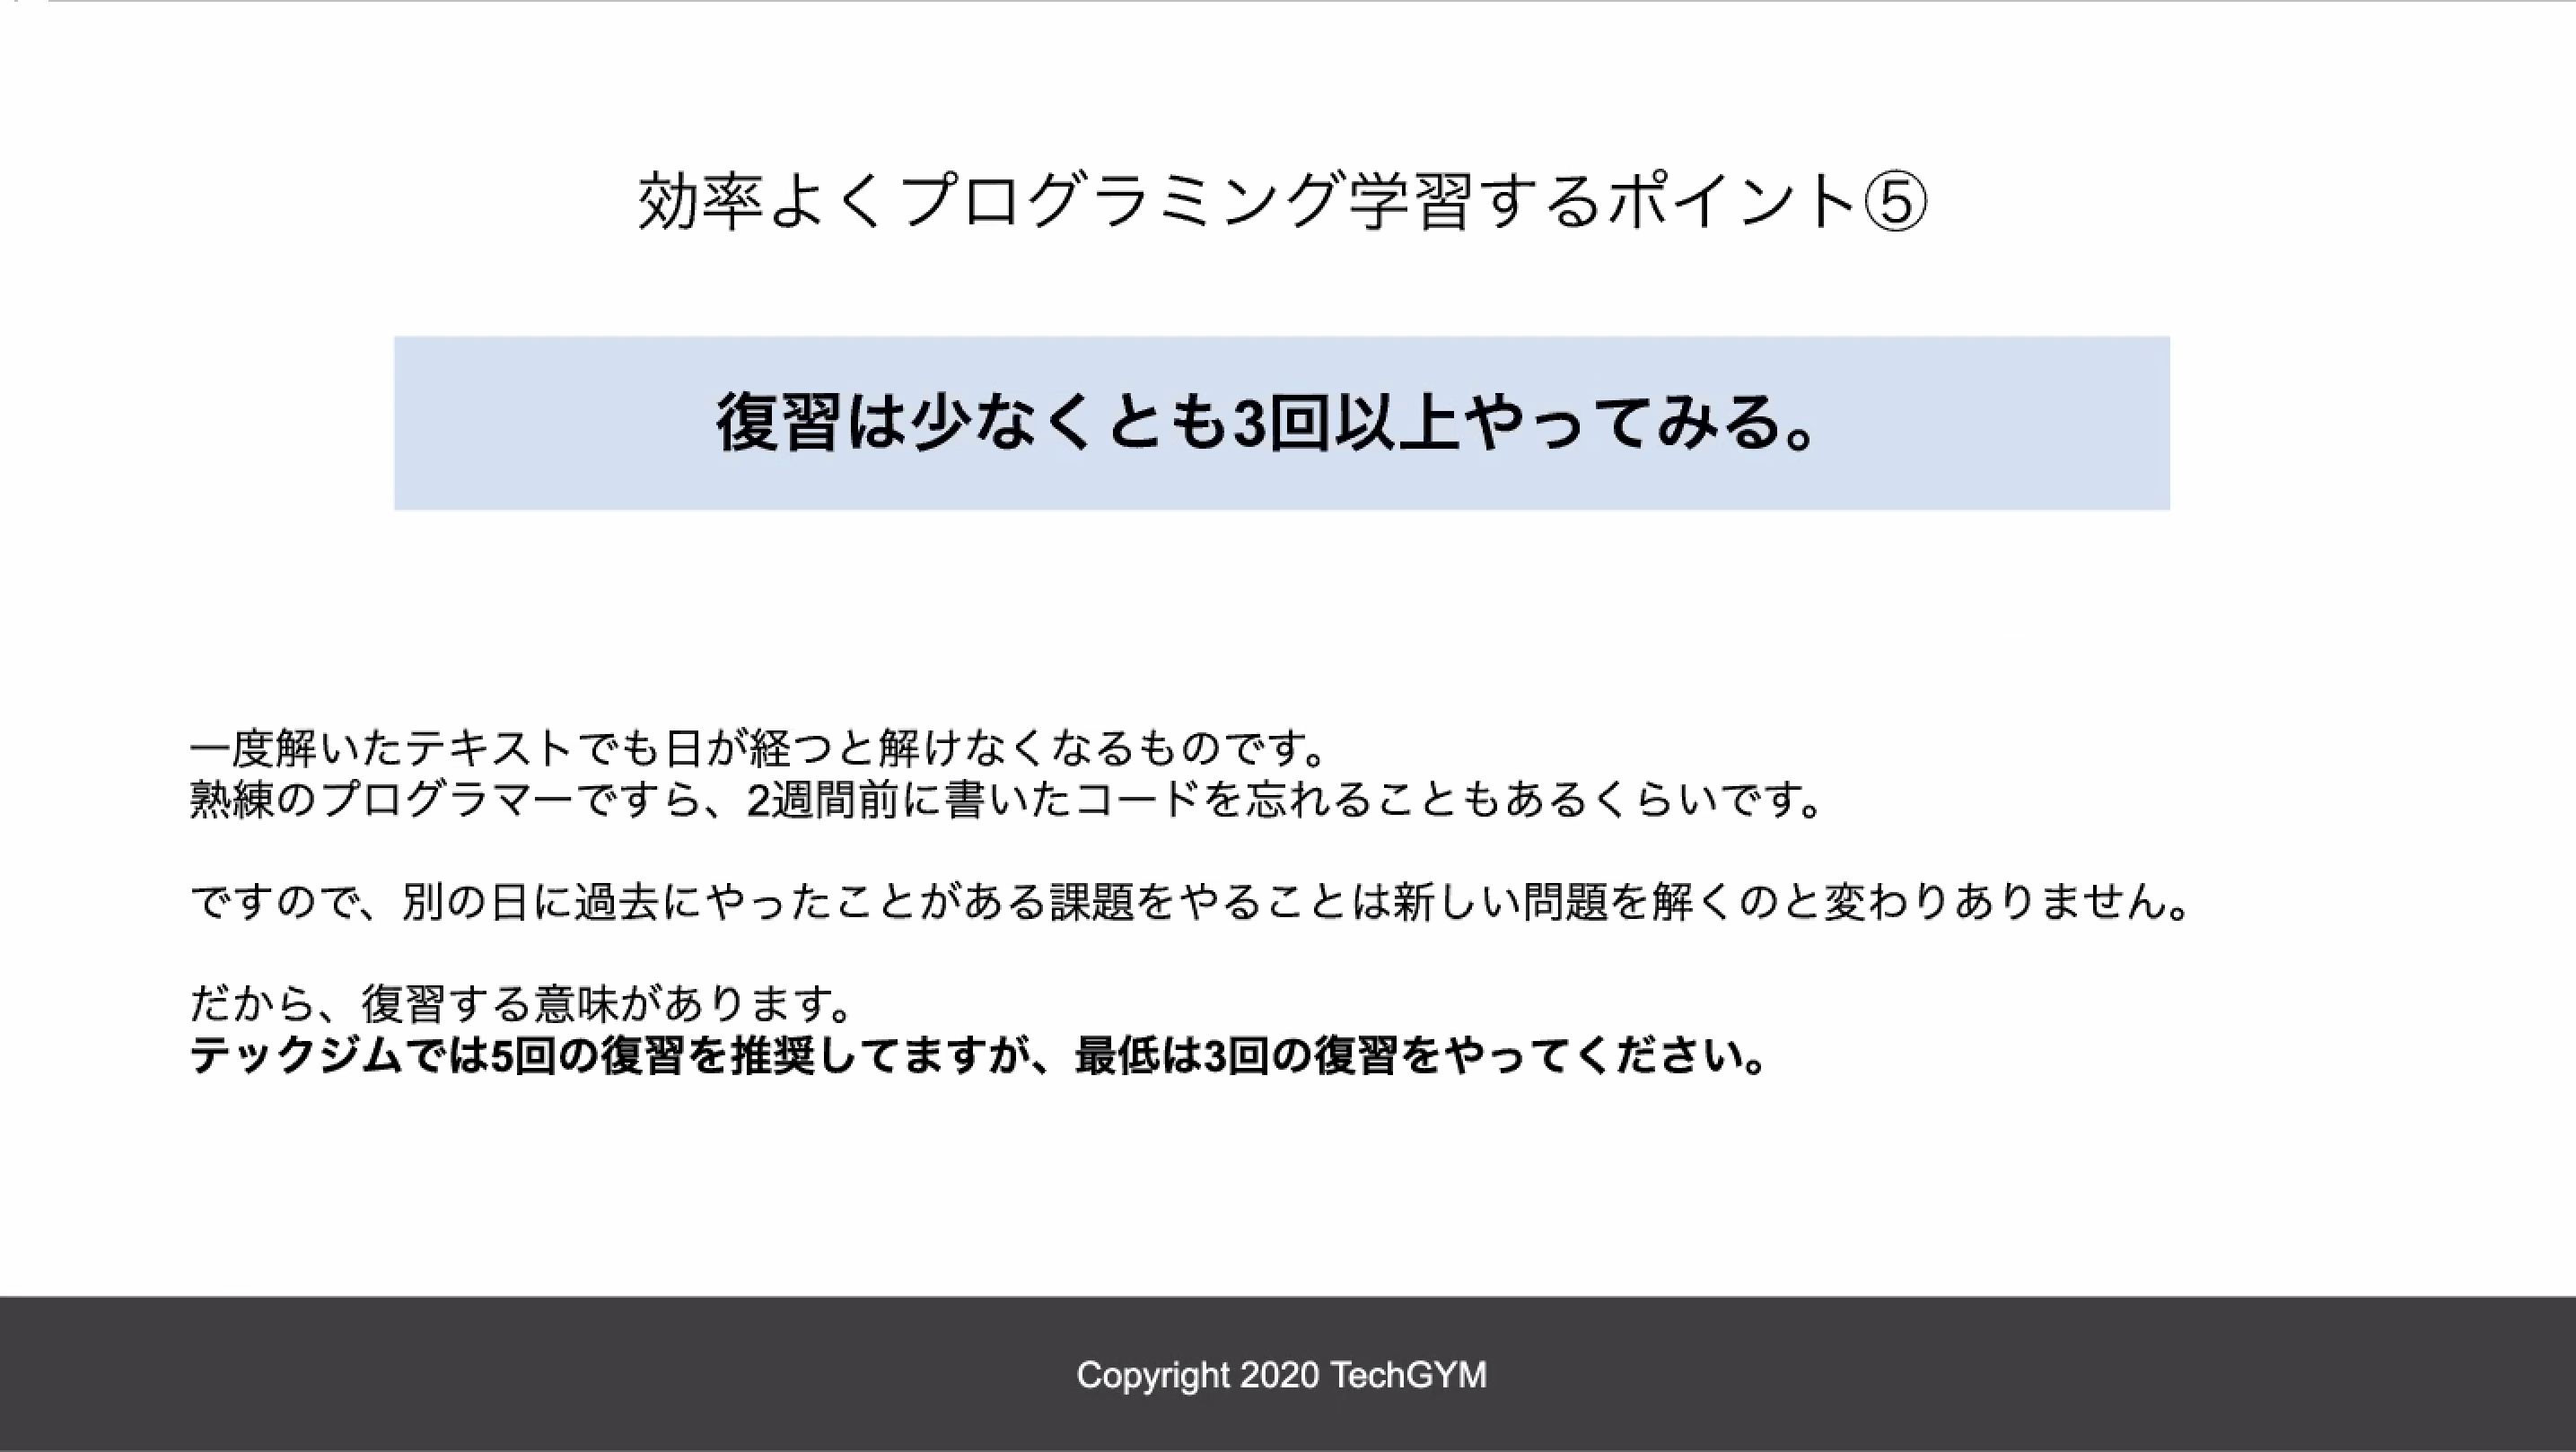 効率よくプログラミング学習するポイント⑤
復習は少なくとも3回以上やってみる。
一度解いたテキストでも日が経つと解けなくなるものです。
熟練のプログラマーですら、2週間前に書いたコードを忘れることもあるくらいです。
ですので、別の日に過去にやったことがある課題をやることは新しい問題を解くのと変わりありません。
だから、復習する意味があります。
テックジムでは5回の復習を推奨してますが、最低は3回の復習をやってください。
Copyright 2020 TechGYM